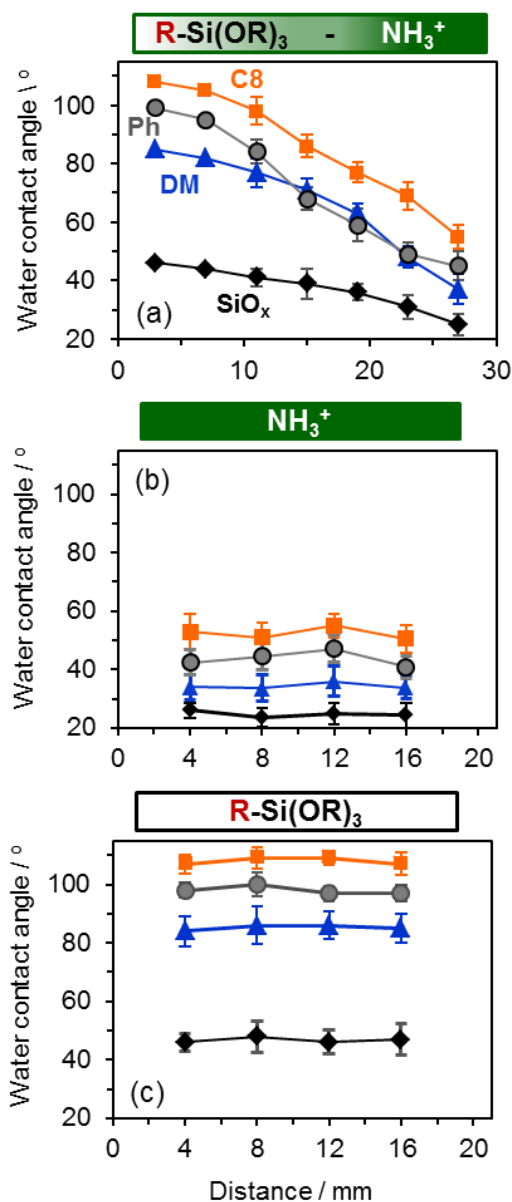 R-Si(OR)3 - NH3+
Water contact angle \ °
100
80
60
40
20
C8
Ph
DM
SiOx
(a)
0 10 20 30
NH3+
Water contact angle / °
(b)
100
80
60
40
20
0 4 8 12 16 20
R-Si(OR)3
Water contact angle / °
100
80
60
40
20
(c)
0 4 8 12 16 20
Distance / mm